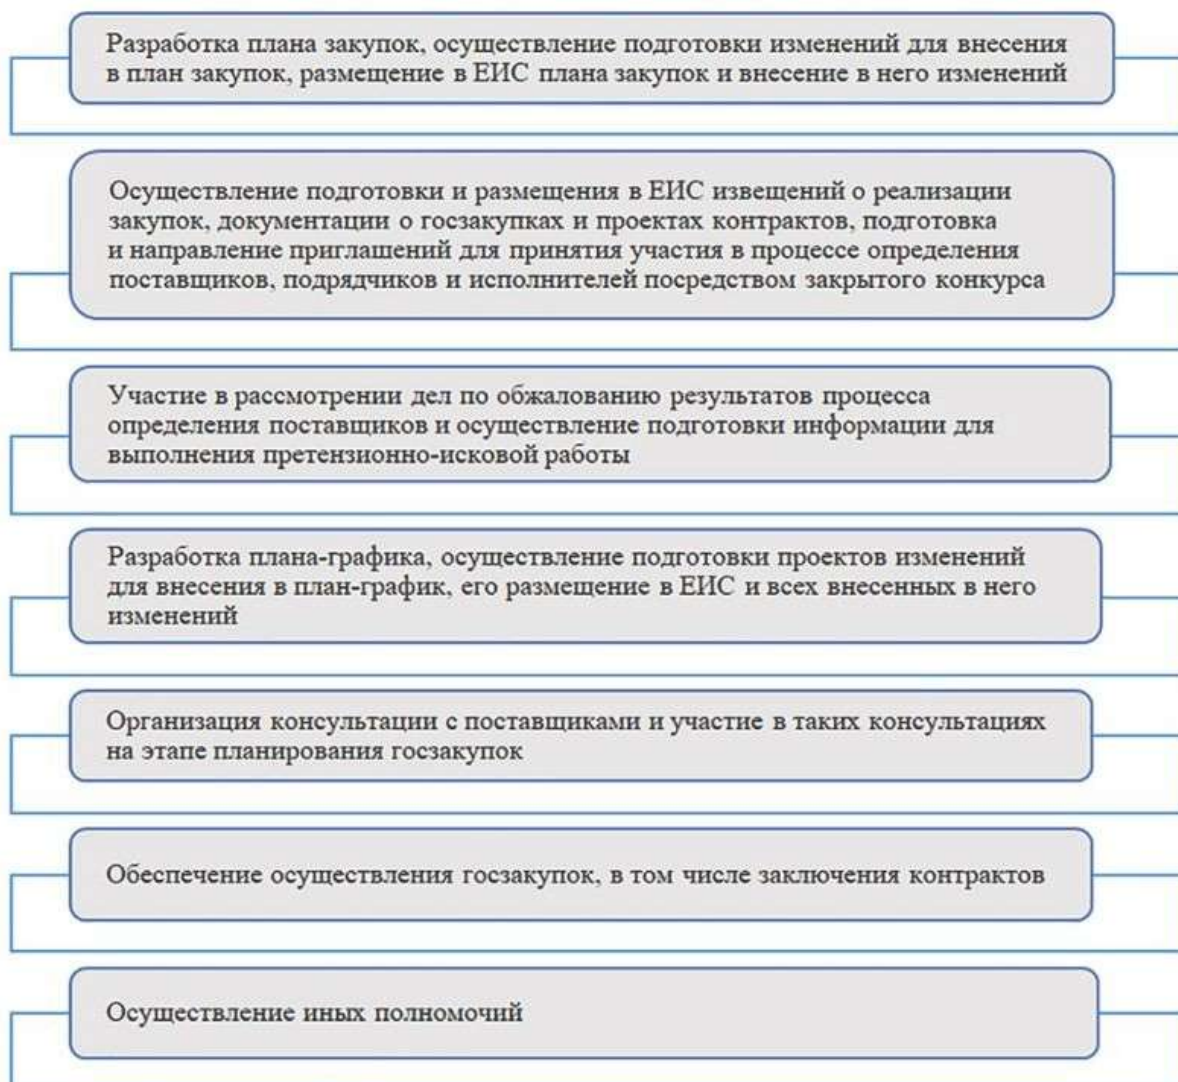 Разработка плана закупок, осуществление подготовки изменений для внесения
в план закупок, размещение в ЕИС плана закупок и внесение в него изменений
Осуществление подготовки и размещения в ЕИС извещений о реализации
закупок, документации о госзакупках и проектах контрактов, подготовка
и направление приглашений для принятия участия в процессе определения
поставщиков, подрядчиков и исполнителей посредством закрытого конкурса
Участие в рассмотрении дел по обжалованию результатов процесса
определения поставщиков и осуществление подготовки информации для
выполнения претензионно-исковой работы
Разработка плана-графика, осуществление подготовки проектов изменений
для внесения в план-график, его размещение в ЕИС и всех внесенных в него
изменений
Организация консультации с поставщиками и участие в таких консультациях
на этапе планирования госзакупок
Обеспечение осуществления госзакупок, в том числе заключения контрактов
Осуществление иных полномочий